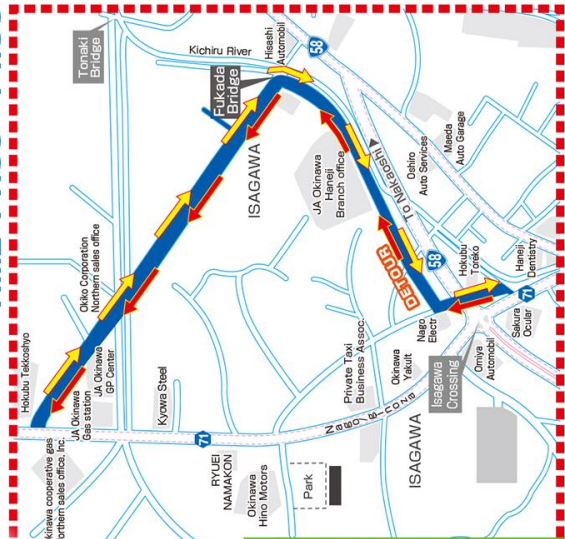 Tonaki
Bridge
Kichiru River
Hisashi
Automobil
58
Fukada
Bridge
ISAGAWA
JA Okinawa
Haneji
Branch office
To Nakaoshi
Oshiro
Auto Services
Maeda
Auto Garage
Okiko Corporation
Northern sales office
Hokubu Tekkosho
JA Okinawa
GP Center
JA Okinawa
Gas station
kinawa cooperative gas
orthern sales office, Inc.
Kyowa Steel
71
RYUEI
NAMAKON
Okinawa
Hino Motors
Park
Private Taxi
Business Assoc.
Okinawa
Yakult
ISAGAWA
DETOUR
58
Nago
Electr
Hokubu
Toreko
Haneji
Dentistry
71
Sakura
Ocular
Omiya
Automobil
Isagawa
Crossing